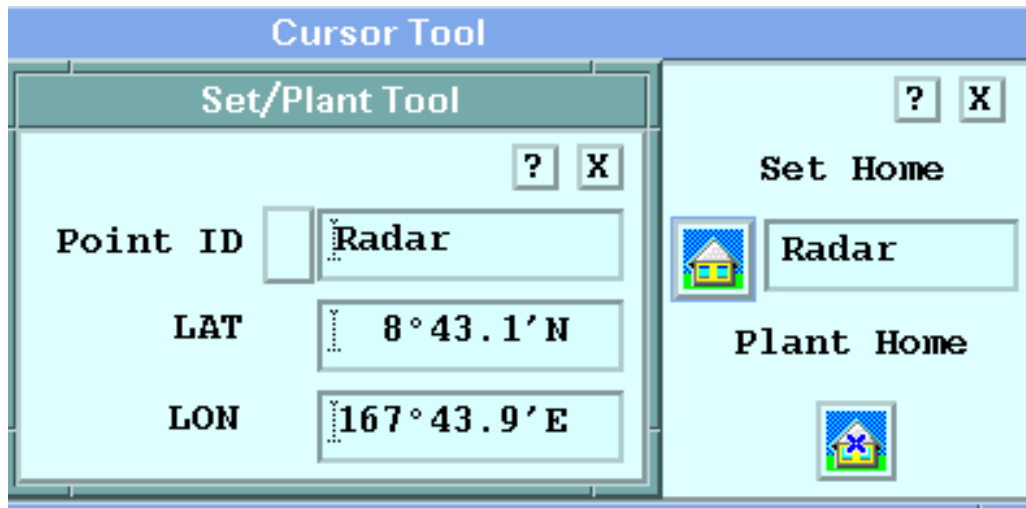 Cursor Tool
Set/Plant Tool
? X
Point ID Radar
LAT 8°43.1′N
LON 167°43.9′E
? X
Set Home
Radar
Plant Home